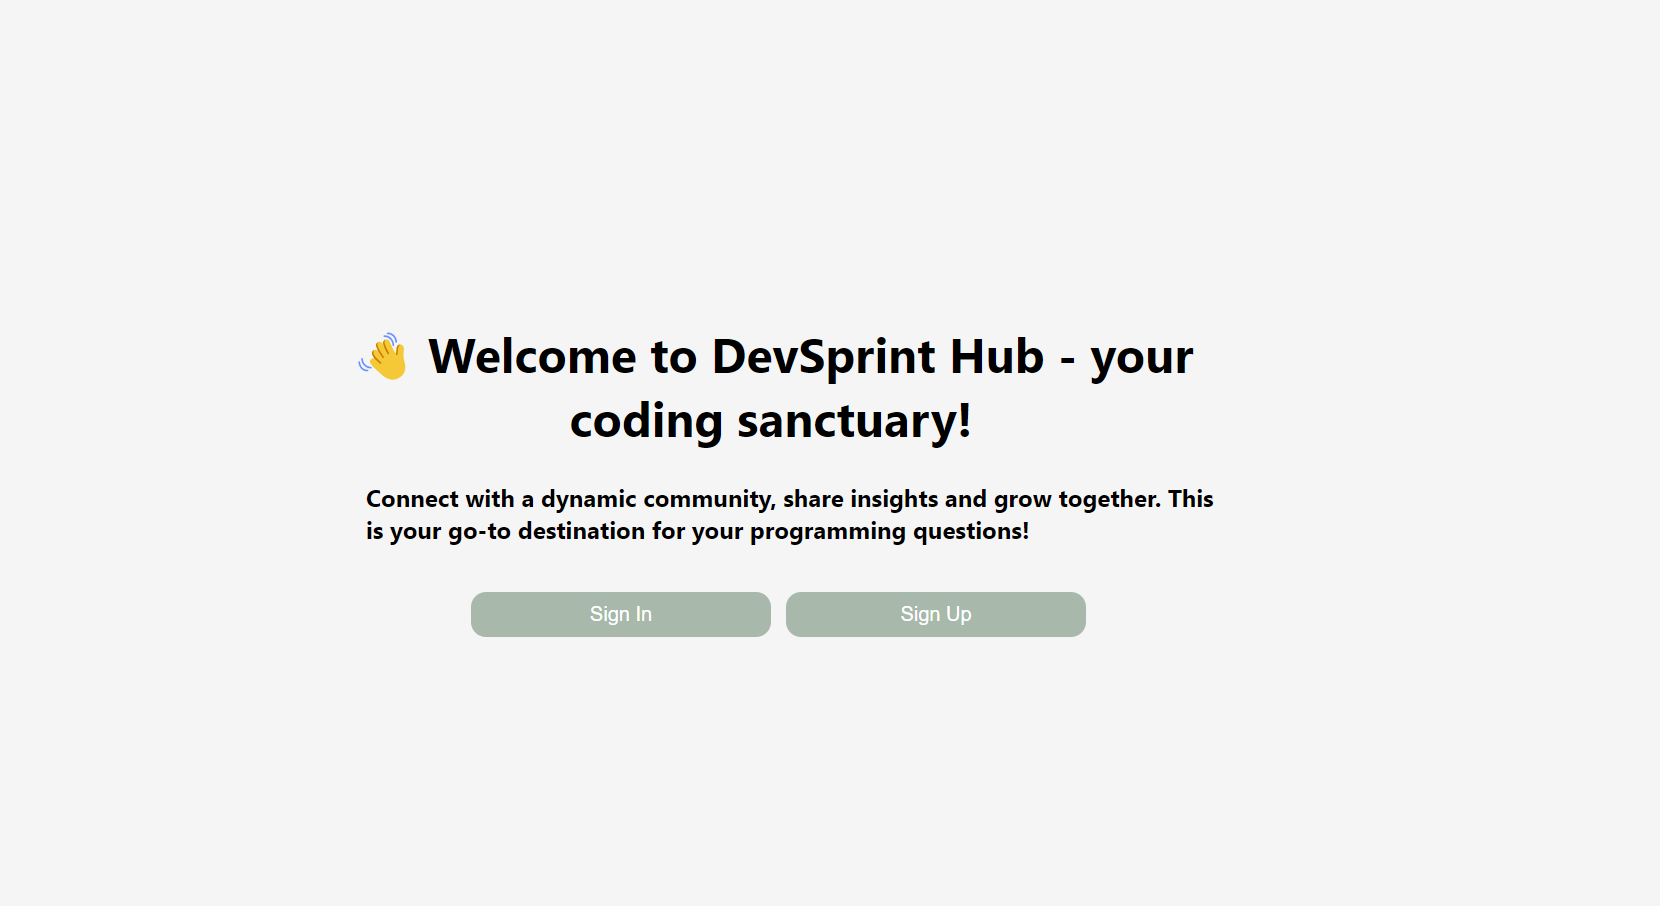 👋 Welcome to DevSprint Hub - your
coding sanctuary!
Connect with a dynamic community, share insights and grow together. This
is your go-to destination for your programming questions!
Sign In
Sign Up